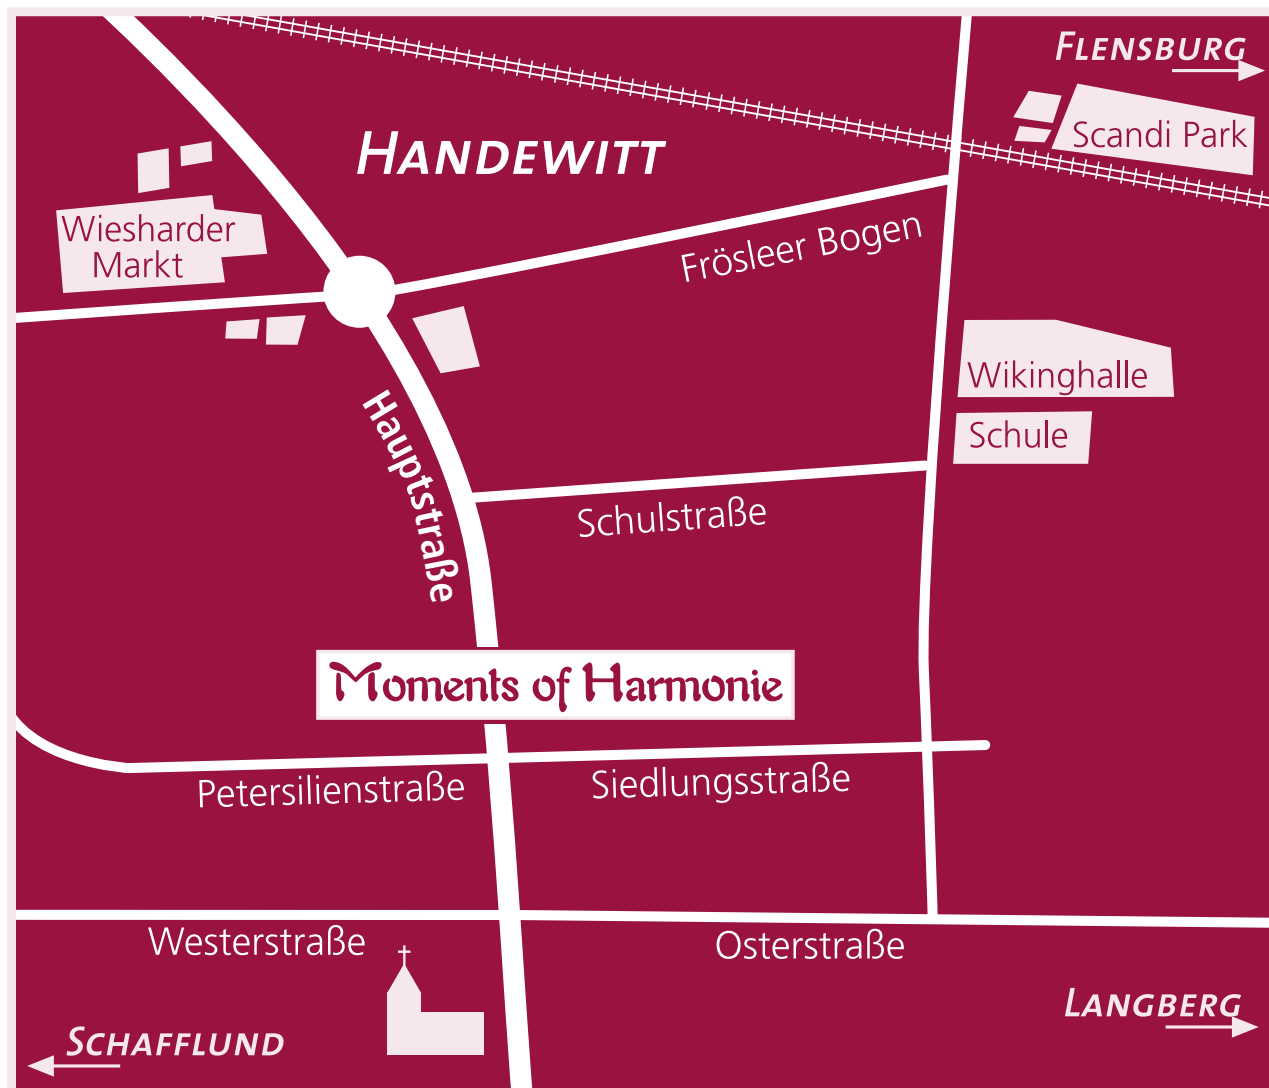 FLENSBURG
Scandi Park
HANDEWITT
Wiesharder
Markt
Frösleer Bogen
Wikinghalle
Hauptstraße
Schule
Schulstraße
Moments of Harmonie
Petersilienstraße
Siedlungsstraße
Westerstraße
Osterstraße
LANGBERG
SCHAFFLUND